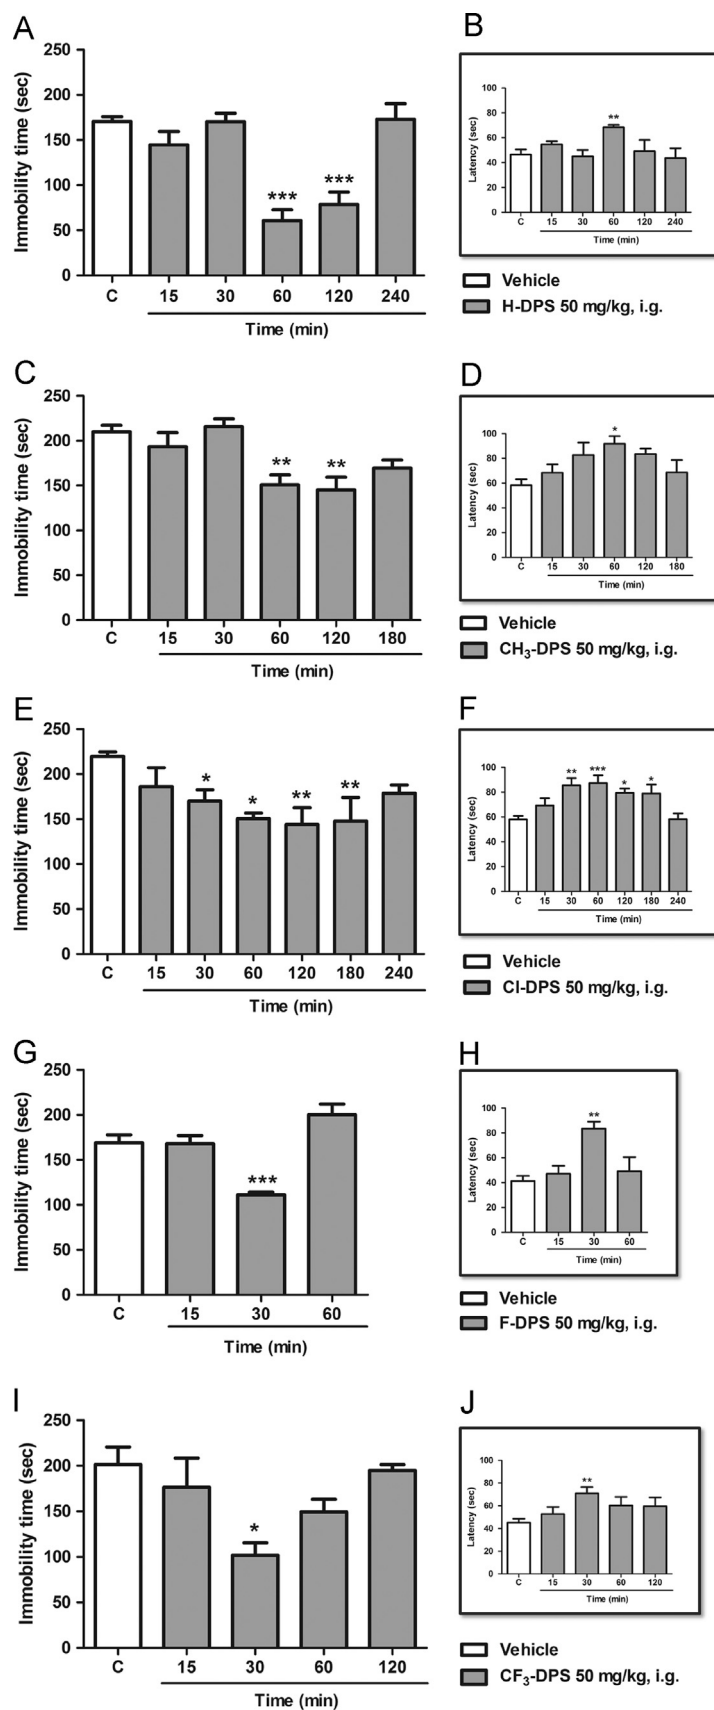 A
Immobility time (sec)
250
200
150
100
50
0
***
***
C 15 30 60 120 240
Time (min)
B
Latency (sec)
100
80
60
40
20
0
**
C 15 30 60 120 240
Time (min)
Vehicle
H-DPS 50 mg/kg, i.g.
C
Immobility time (sec)
250
200
150
100
50
0
**
**
C 15 30 60 120 180
Time (min)
D
Latency (sec)
100
80
60
40
20
0
*
C 15 30 60 120 180
Time (min)
Vehicle
CH₃-DPS 50 mg/kg, i.g.
E
Immobility time (sec)
250
200
150
100
50
0
*
*
**
**
C 15 30 60 120 180 240
Time (min)
F
Latency (sec)
100
80
60
40
20
0
**
***
*
*
C 15 30 60 120 180 240
Time (min)
Vehicle
Cl-DPS 50 mg/kg, i.g.
G
Immobility time (sec)
250
200
150
100
50
0
***
C 15 30 60
Time (min)
H
Latency (sec)
100
80
60
40
20
0
**
C 15 30 60
Time (min)
Vehicle
F-DPS 50 mg/kg, i.g.
I
Immobility time (sec)
250
200
150
100
50
0
*
C 15 30 60 120
Time (min)
J
Latency (sec)
100
80
60
40
20
0
**
C 15 30 60 120
Time (min)
Vehicle
CF₃-DPS 50 mg/kg, i.g.